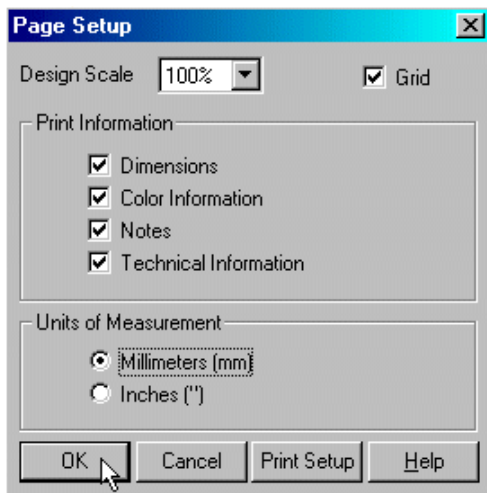 Page Setup
Design Scale 100% Grid
Print Information
Dimensions
Color Information
Notes
Technical Information
Units of Measurement
Millimeters (mm)
Inches ('')
OK Cancel Print Setup Help